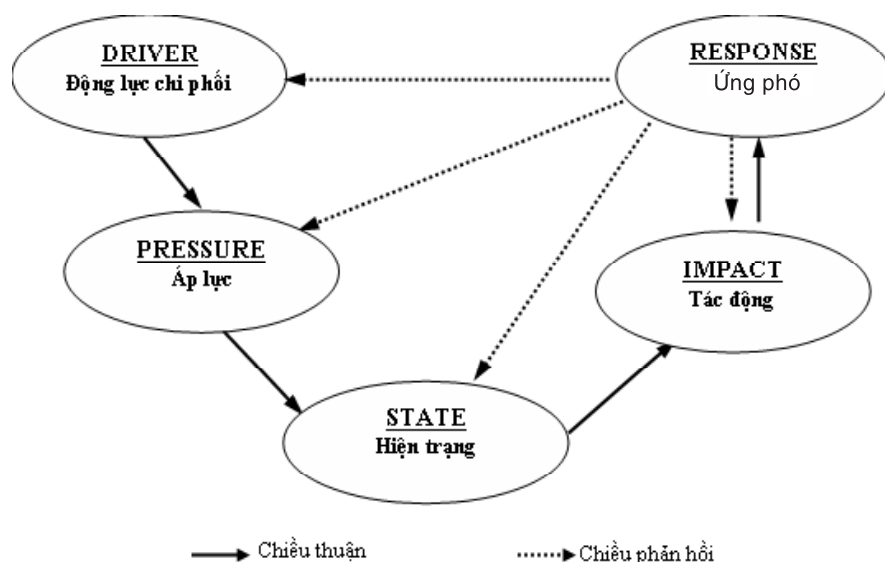 DRIVER
Động lực chi phối
RESPONSE
Ứng phó
PRESSURE
Áp lực
IMPACT
Tác động
STATE
Hiện trạng
Chiều thuận
Chiều phản hồi